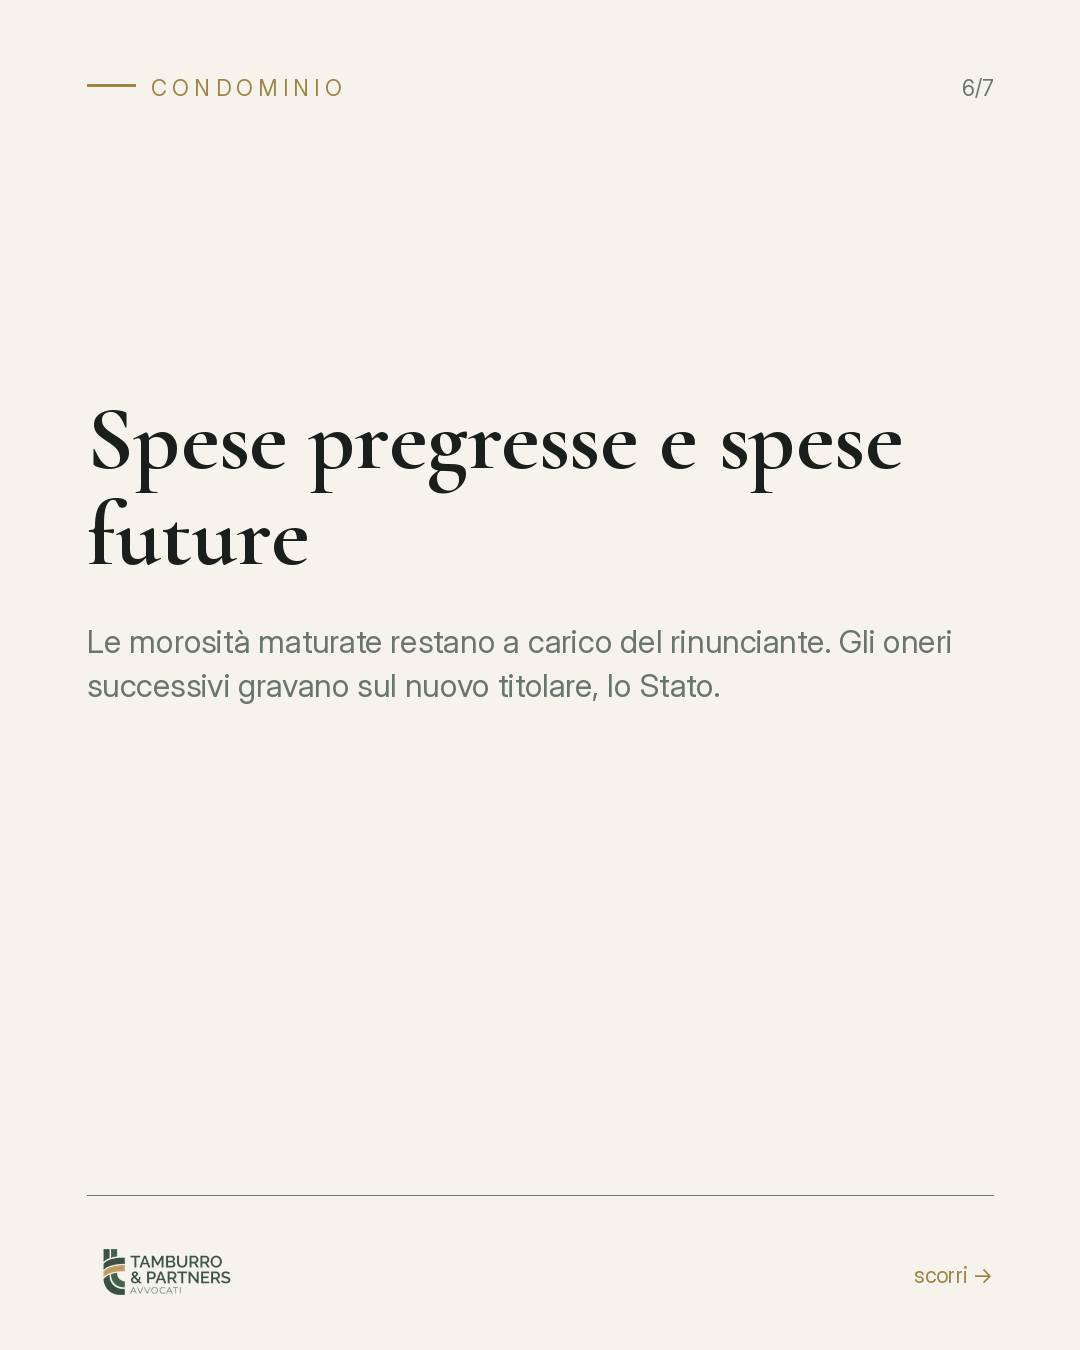 CONDOMINIO
6/7
Spese pregresse e spese
future
Le morosità maturate restano a carico del rinunciante. Gli oneri
successivi gravano sul nuovo titolare, lo Stato.
TAMBURRO
& PARTNERS
AVVOCATI
scorri →